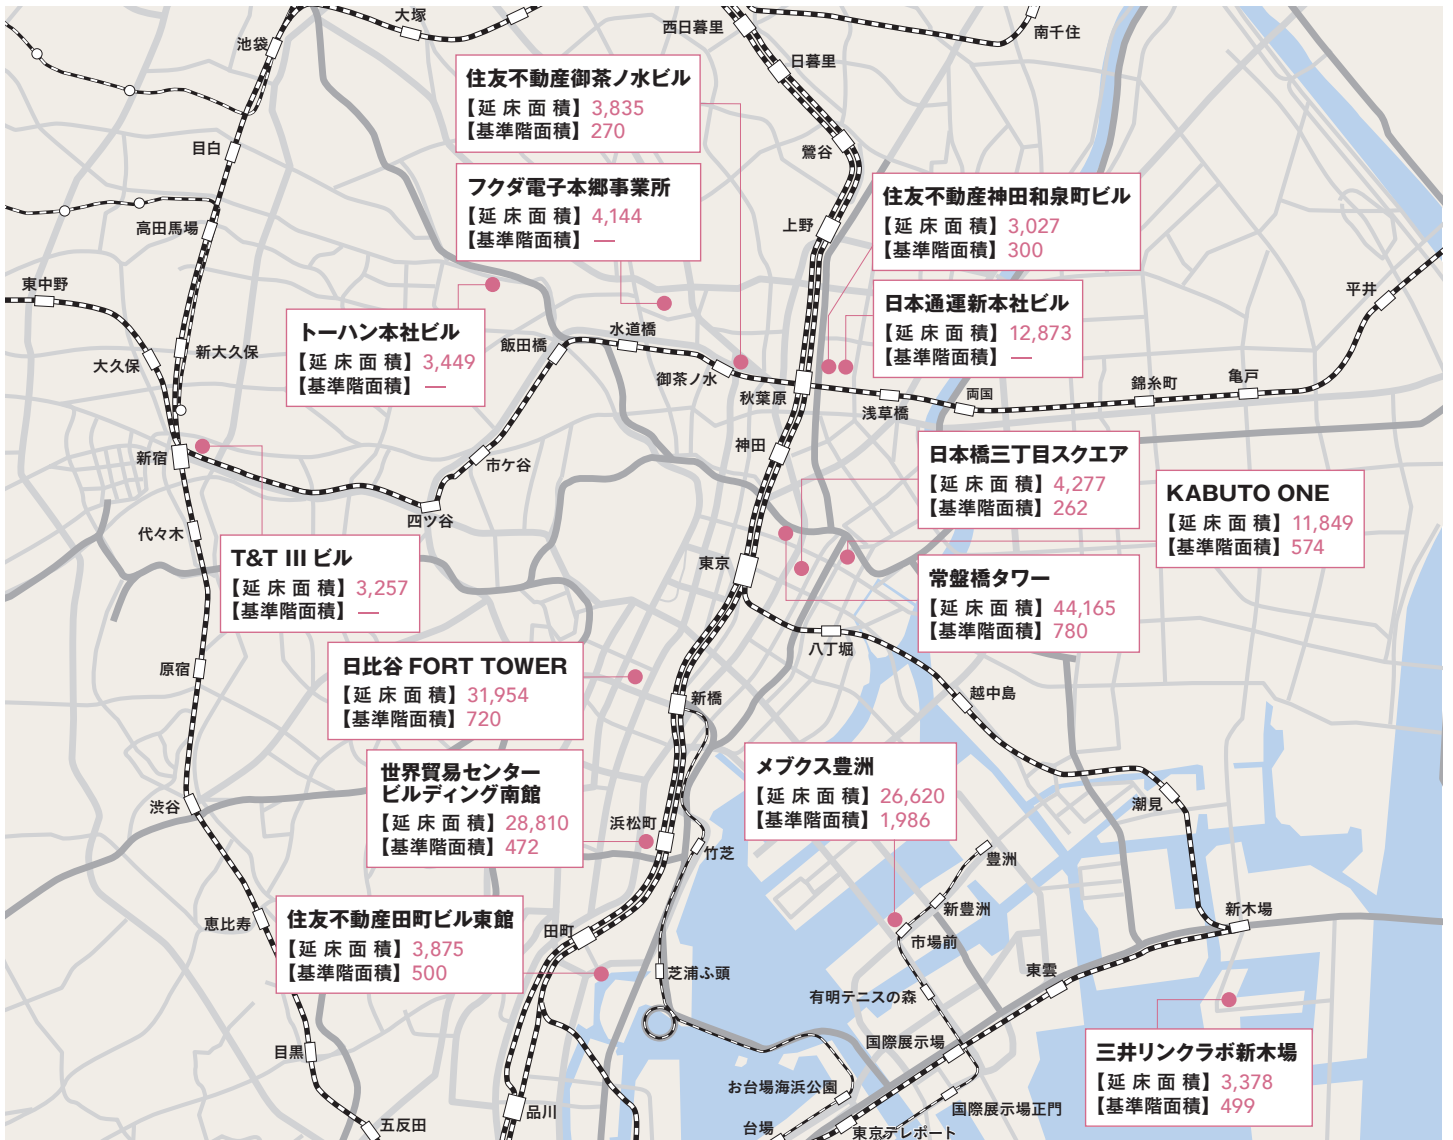 大塚
池袋
西日暮里
南千住
日暮里
住友不動産御茶ノ水ビル
【延床面積】3,835
【基準階面積】270
目白
鶯谷
フクダ電子本郷事業所
【延床面積】4,144
【基準階面積】—
住友不動産神田和泉町ビル
【延床面積】3,027
【基準階面積】300
高田馬場
上野
東中野
平井
日本通運新本社ビル
【延床面積】12,873
【基準階面積】—
トーハン本社ビル
【延床面積】3,449
【基準階面積】—
水道橋
飯田橋
新大久保
大久保
御茶ノ水
秋葉原
浅草橋
両国
錦糸町
亀戸
新宿
市ケ谷
神田
日本橋三丁目スクエア
【延床面積】4,277
【基準階面積】262
KABUTO ONE
【延床面積】11,849
【基準階面積】574
四ツ谷
代々木
T&T III ビル
【延床面積】3,257
【基準階面積】—
東京
常盤橋タワー
【延床面積】44,165
【基準階面積】780
八丁堀
原宿
日比谷 FORT TOWER
【延床面積】31,954
【基準階面積】720
新橋
越中島
世界貿易センター
ビルディング南館
【延床面積】28,810
【基準階面積】472
メブクス豊洲
【延床面積】26,620
【基準階面積】1,986
渋谷
浜松町
竹芝
潮見
豊洲
新豊洲
新木場
恵比寿
住友不動産田町ビル東館
【延床面積】3,875
【基準階面積】500
田町
市場前
芝浦ふ頭
東雲
有明テニスの森
国際展示場
三井リンクラボ新木場
【延床面積】3,378
【基準階面積】499
目黒
お台場海浜公園
国際展示場正門
品川
五反田
台場
東京テレポート